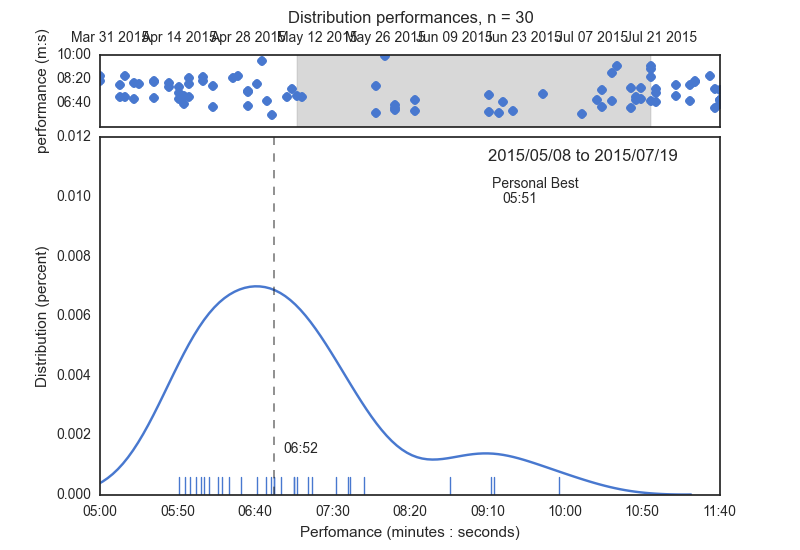 Distribution performances, n = 30
Mar 31 2015 Apr 14 2015 Apr 28 2015 May 12 2015 May 26 2015 Jun 09 2015 Jun 23 2015 Jul 07 2015 Jul 21 2015
performance (m:s)
10:00
08:20
06:40
0.012
2015/05/08 to 2015/07/19
Personal Best
05:51
0.010
0.008
Distribution (percent)
0.006
0.004
0.002
06:52
0.000
05:00 05:50 06:40 07:30 08:20 09:10 10:00 10:50 11:40
Perfomance (minutes : seconds)